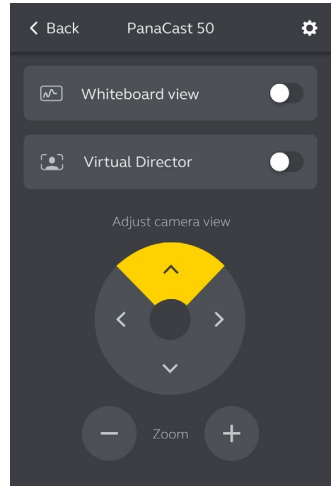 Back PanaCast 50
Whiteboard view
Virtual Director
Adjust camera view
Zoom